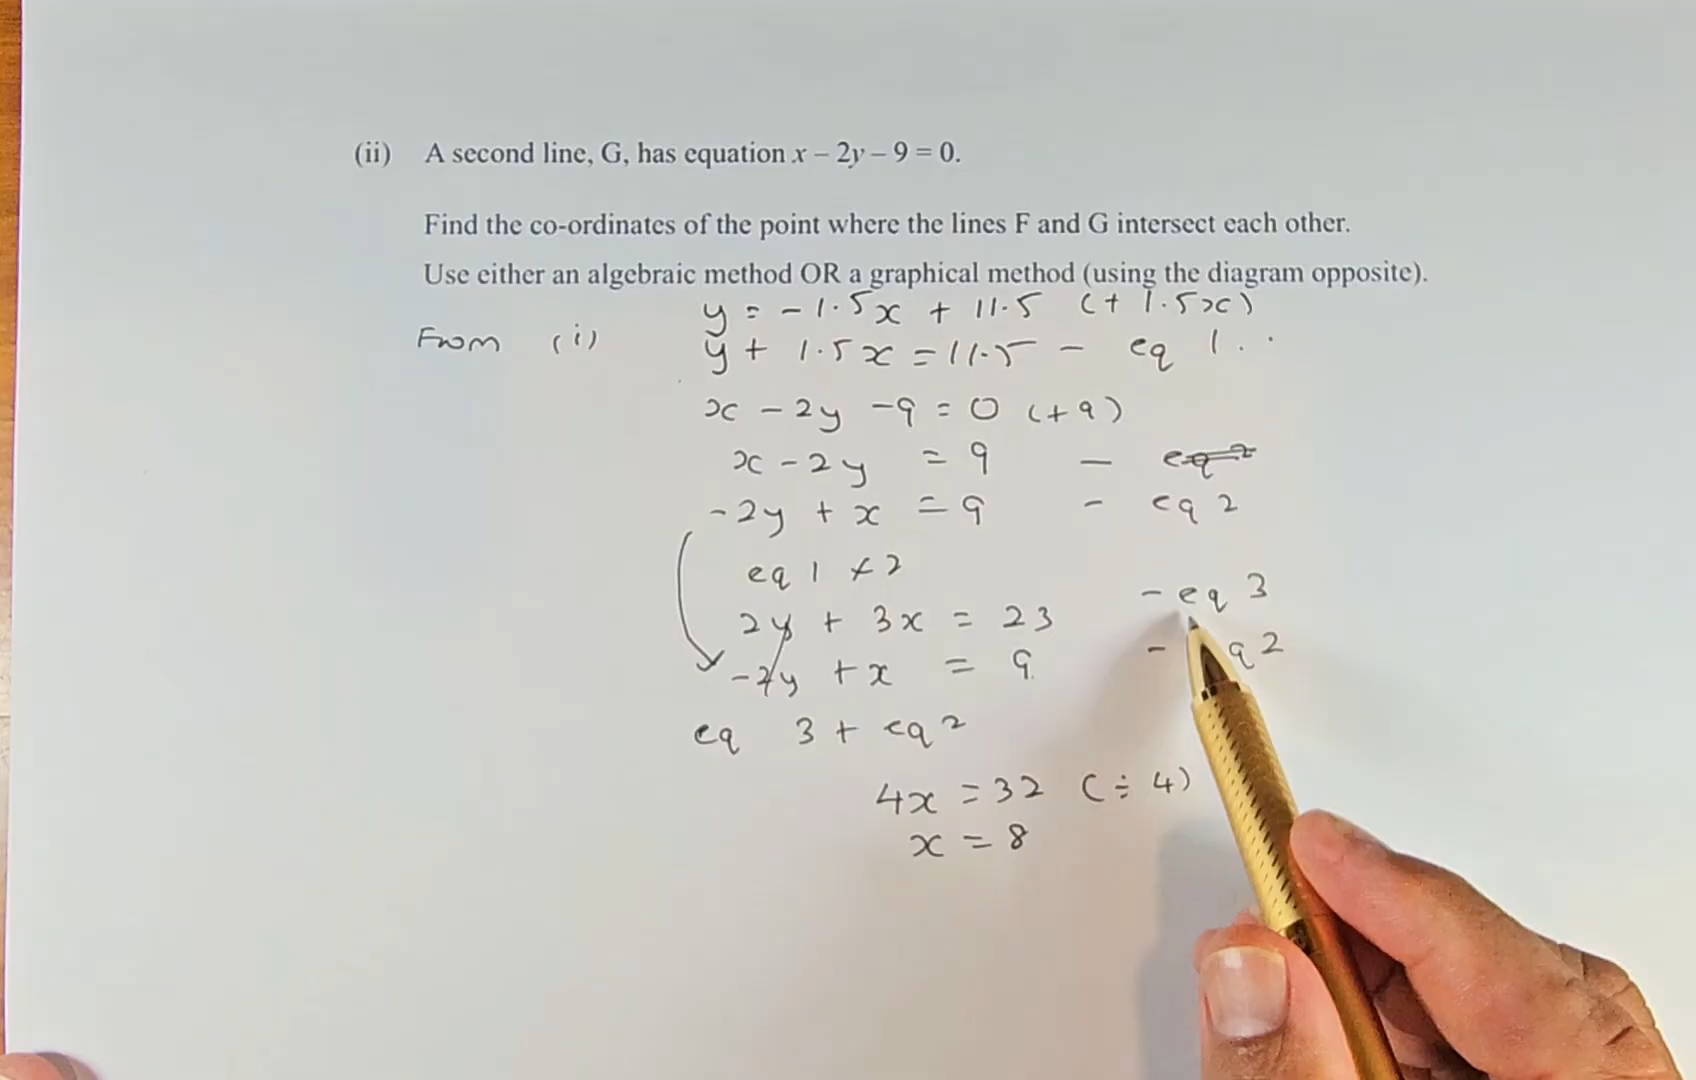 (ii) A second line, G, has equation x – 2y – 9 = 0.
Find the co-ordinates of the point where the lines F and G intersect each other.
Use either an algebraic method OR a graphical method (using the diagram opposite).
y = -1.5x + 11.5 (+ 1.5x)
From (i) y + 1.5x = 11.5 - eq 1..
x - 2y - 9 = 0 (+9)
x - 2y = 9 - eq 2
-2y + x = 9 - eq 2
eq 1 × 2
2y + 3x = 23 - eq 3
-2y + x = 9. - q 2
eq 3 + eq 2
4x = 32 (÷ 4)
x = 8